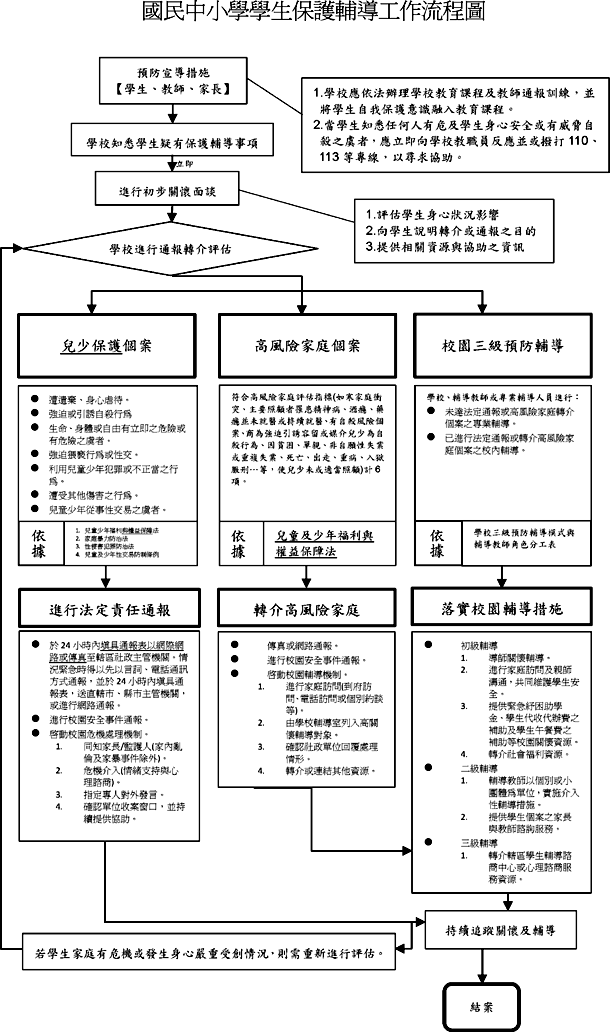 國民中小學學生保護輔導工作流程圖
預防宣導措施
【學生、教師、家長】
1.學校應依法辦理學校教育課程及教師通報訓練，並
將學生自我保護意識融入教育課程。
2.當學生知悉任何人有危及學生身心安全或有威脅自
殺之虞者，應立即向學校教職員反應並或撥打 110、
113 等專線，以尋求協助。
學校知悉學生疑有保護輔導事項
立即
進行初步關懷面談
1.評估學生身心狀況影響
2.向學生說明轉介或通報之目的
3.提供相關資源與協助之資訊
學校進行通報轉介評估
兒少保護個案
● 遭遺棄、身心虐待。
● 強迫或引誘自殺行為
● 生命、身體或自由有立即之危險或
有危險之虞者。
● 強迫猥褻行為或性交。
● 利用兒童少年犯罪或不正當之行
為。
● 遭受其他傷害之行為。
● 兒童少年從事性交易之虞者。
依據
1. 兒童及少年福利與權益保障法
2. 家庭暴力防治法
3. 性侵害犯罪防治法
4. 兒童及少年性交易防制條例
高風險家庭個案
符合高風險家庭評估指標(如家庭衝
突、主要照顧者罹患精神病、酒癮、藥
癮並未就醫或持續就醫、有自殺風險個
案、為強迫引誘容留或媒介兒少為自
殺行為、因貧困、單親、非自願性失業
或重複失業、死亡、出走、重病、入獄
服刑…等，使兒少未或適當照顧)計 6
項。
依據
兒童及少年福利與
權益保障法
校園三級預防輔導
學校、輔導教師或專業輔導人員進行：
● 未達法定通報或高風險家庭轉介
個案之專業輔導。
● 已進行法定通報或轉介高風險家
庭個案之校內輔導。
依據
學校三級預防輔導模式與
輔導教師角色分工表
進行法定責任通報
● 於 24 小時內填具通報表以網際網
路或傳真至轄區社政主管機關，情
況緊急時得以先以言詞、電話通訊
方式通報，並於 24 小時內填具通
報表，送直轄市、縣市主管機關，
或進行網路通報。
● 進行校園安全事件通報。
● 啓動校園危機處理機制。
1. 同知家長/監護人(家內亂
倫及家暴事件除外)。
2. 危機介入(情緒支持與心
理諮商)。
3. 指定專人對外發言。
4. 確認單位收案窗口，並持
續提供協助。
轉介高風險家庭
● 傳真或網路通報。
● 進行校園安全事件通報。
● 啓動校園輔導機制。
1. 進行家庭訪問(到府訪
問、電話訪問或個別約談
等)。
2. 由學校輔導室列入高關
懷輔導對象。
3. 確認社政單位回覆處理
情形。
4. 轉介或連結其他資源。
落實校園輔導措施
● 初級輔導
1. 導師關懷輔導。
2. 進行家庭訪問及親師
溝通，共同維護學生安
全。
3. 提供緊急紓困助學
金、學生代收代辦費之
補助及學生午餐費之
補助等校園關懷資源。
4. 轉介社會福利資源。
● 二級輔導
1. 輔導教師以個別或小
團體為單位，實施介入
性輔導措施。
2. 提供學生個案之家長
與教師諮詢服務。
● 三級輔導
1. 轉介轄區學生輔導諮
商中心或心理諮商服
務資源。
持續追蹤關懷及輔導
若學生家庭有危機或發生身心嚴重受創情況，則需重新進行評估。
結案